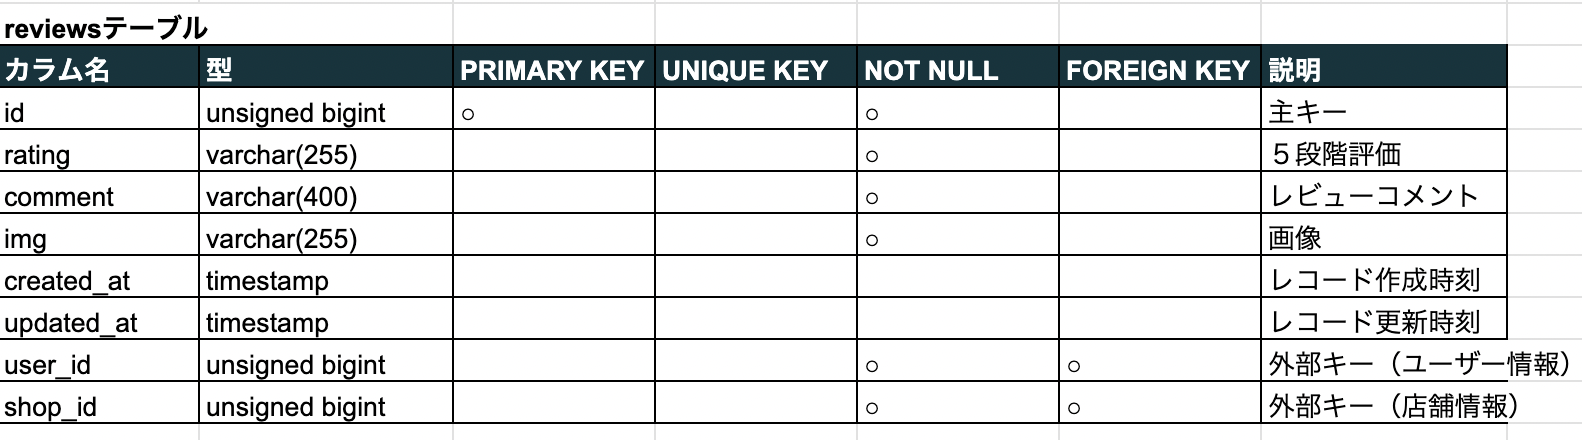 reviewsテーブル
カラム名 型 PRIMARY KEY UNIQUE KEY NOT NULL FOREIGN KEY 説明
id unsigned bigint ○ ○ 主キー
rating varchar(255) ○ ５段階評価
comment varchar(400) ○ レビューコメント
img varchar(255) ○ 画像
created_at timestamp レコード作成時刻
updated_at timestamp レコード更新時刻
user_id unsigned bigint ○ ○ 外部キー（ユーザー情報）
shop_id unsigned bigint ○ ○ 外部キー（店舗情報）